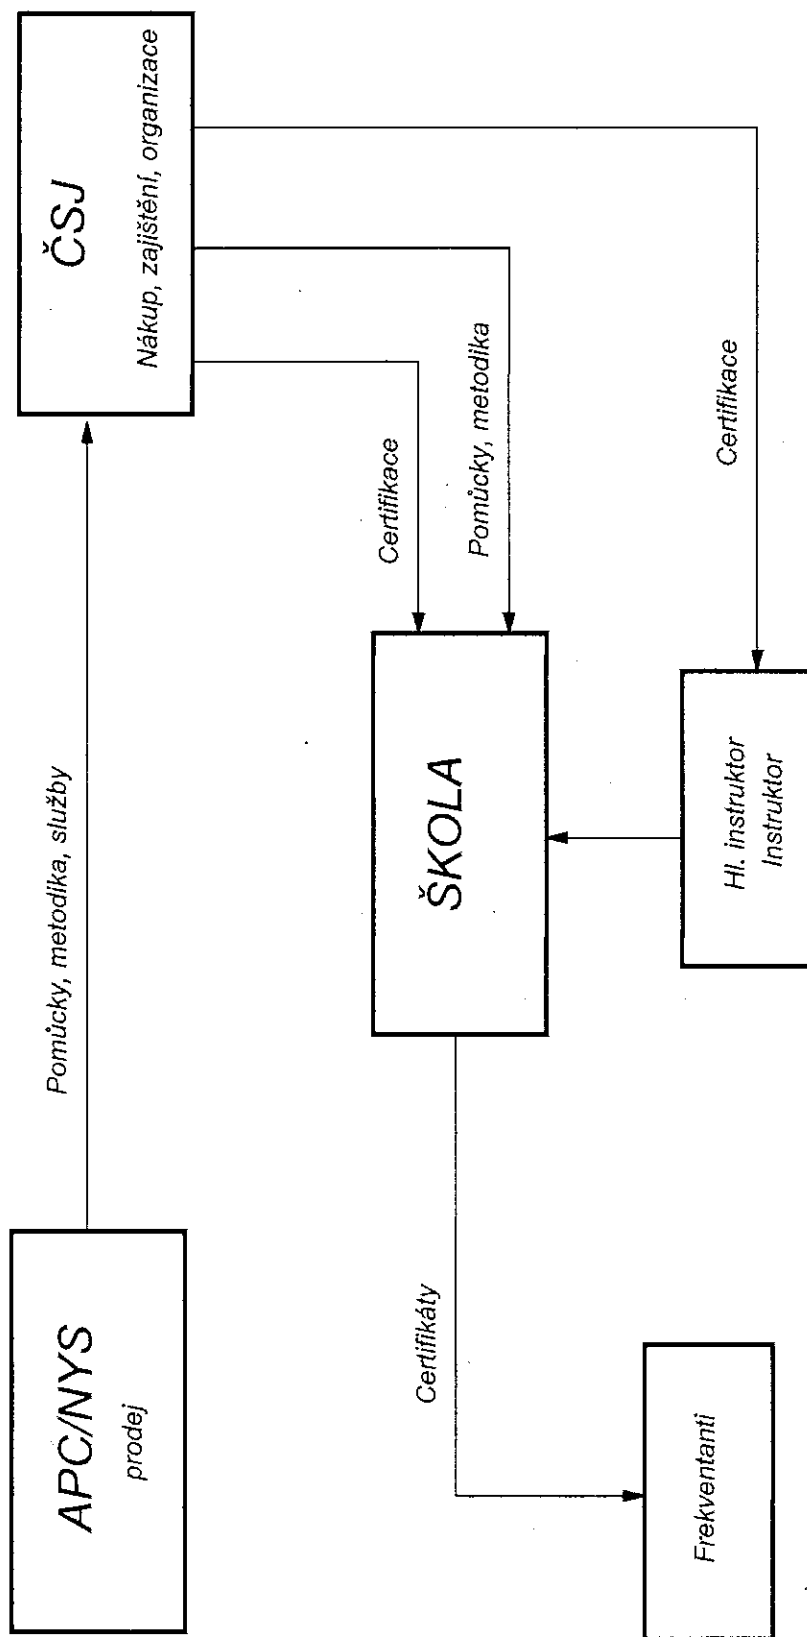 APC/NYS
prodej
Pomůcky, metodika, služby
ČSJ
Nákup, zajištění, organizace
Certifikace
Pomůcky, metodika
Certifikace
ŠKOLA
Certifikáty
Hl. instruktor
Instruktor
Frekventanti